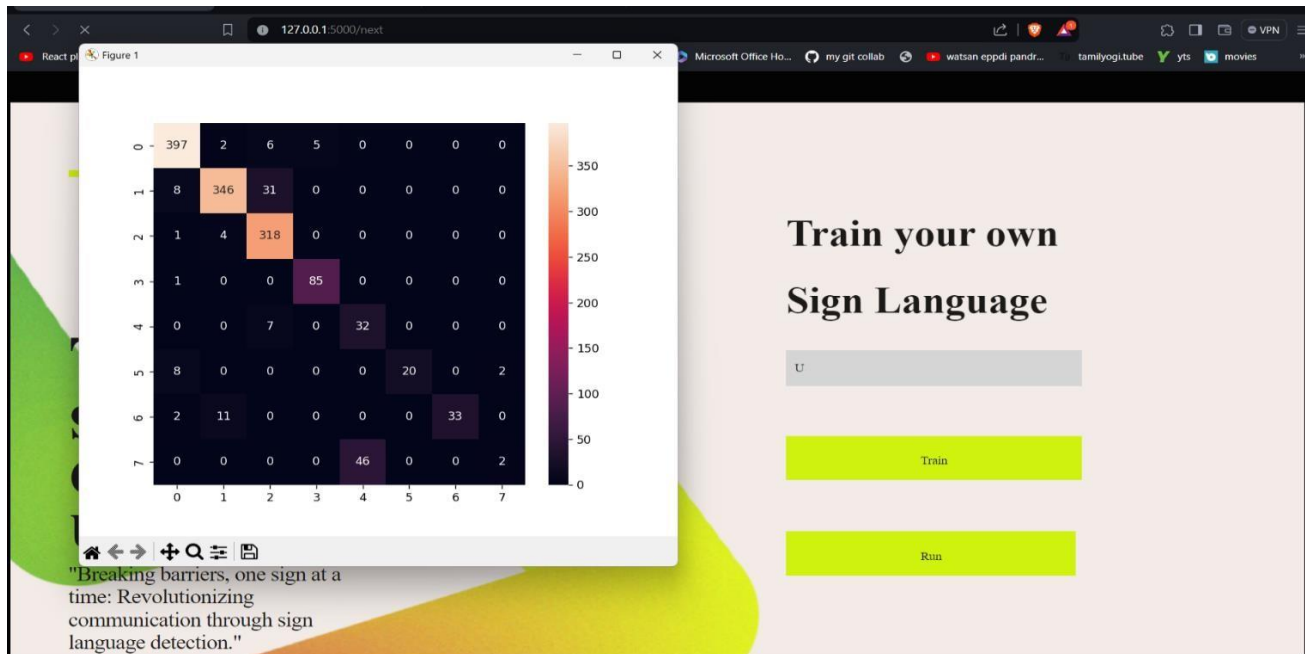 127.0.0.1:5000/next
VPN
React pl
Figure 1
Microsoft Office Ho...
my git collab
watsan eppdi pandr...
tamilyogi.tube
yts
movies
0 397 2 6 5 0 0 0 0
1 8 346 31 0 0 0 0 0
2 1 4 318 0 0 0 0 0
3 1 0 0 85 0 0 0 0
4 0 0 7 0 32 0 0 0
5 8 0 0 0 0 20 0 2
6 2 11 0 0 0 0 33 0
7 0 0 0 0 46 0 0 2
0 1 2 3 4 5 6 7
350
300
250
200
150
100
50
0
"Breaking barriers, one sign at a
time: Revolutionizing
communication through sign
language detection."
Train your own
Sign Language
U
Train
Run